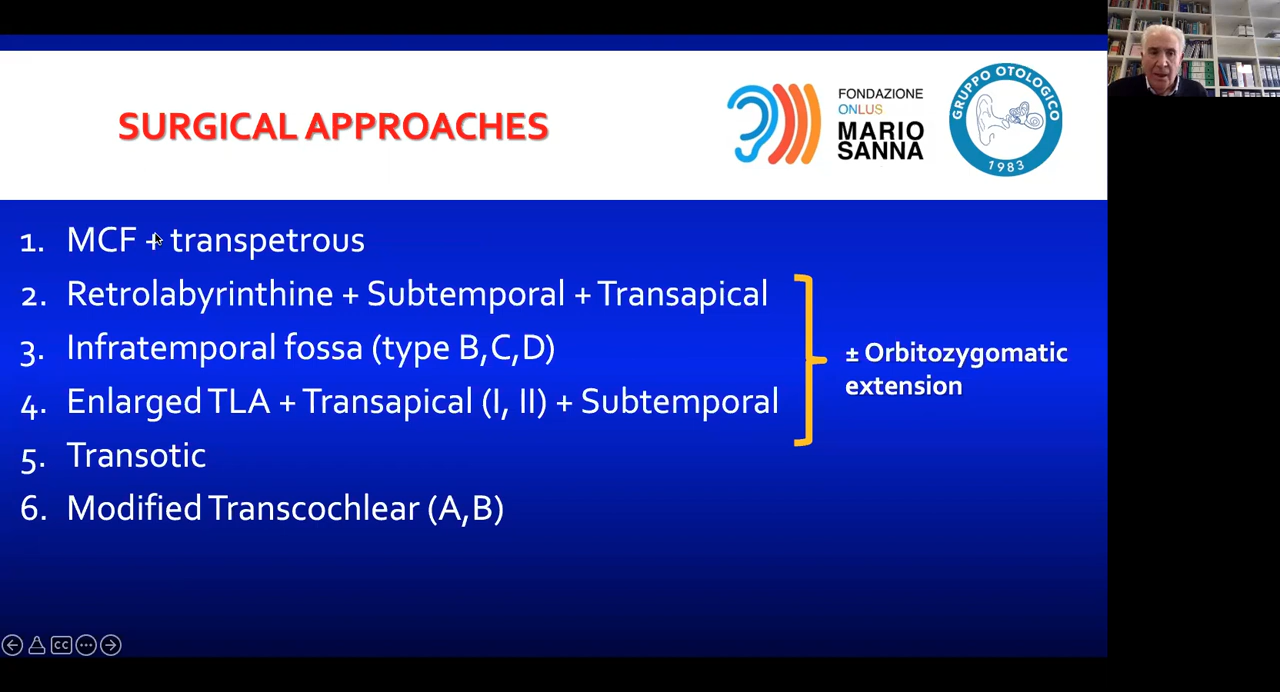 SURGICAL APPROACHES
FONDAZIONE
ONLUS
MARIO
SANNA
GRUPPO OTOLOGICO
1983
1. MCF + transpetrous
2. Retrolabyrinthine + Subtemporal + Transapical
3. Infratemporal fossa (type B,C,D)
4. Enlarged TLA + Transapical (I, II) + Subtemporal
5. Transotic
6. Modified Transcochlear (A,B)
± Orbitozygomatic
extension
CC